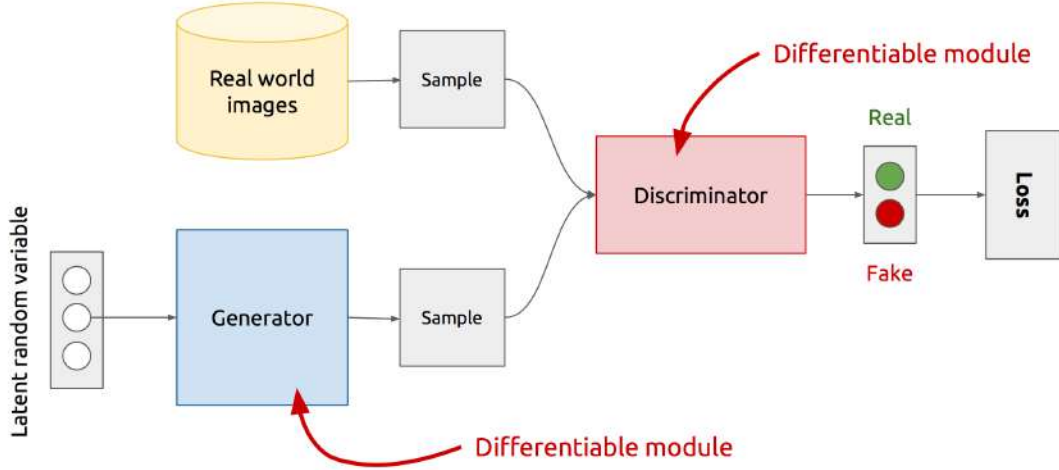 Differentiable module
Real world
images
Sample
Real
Discriminator
Loss
Fake
Latent random variable
Generator
Sample
Differentiable module